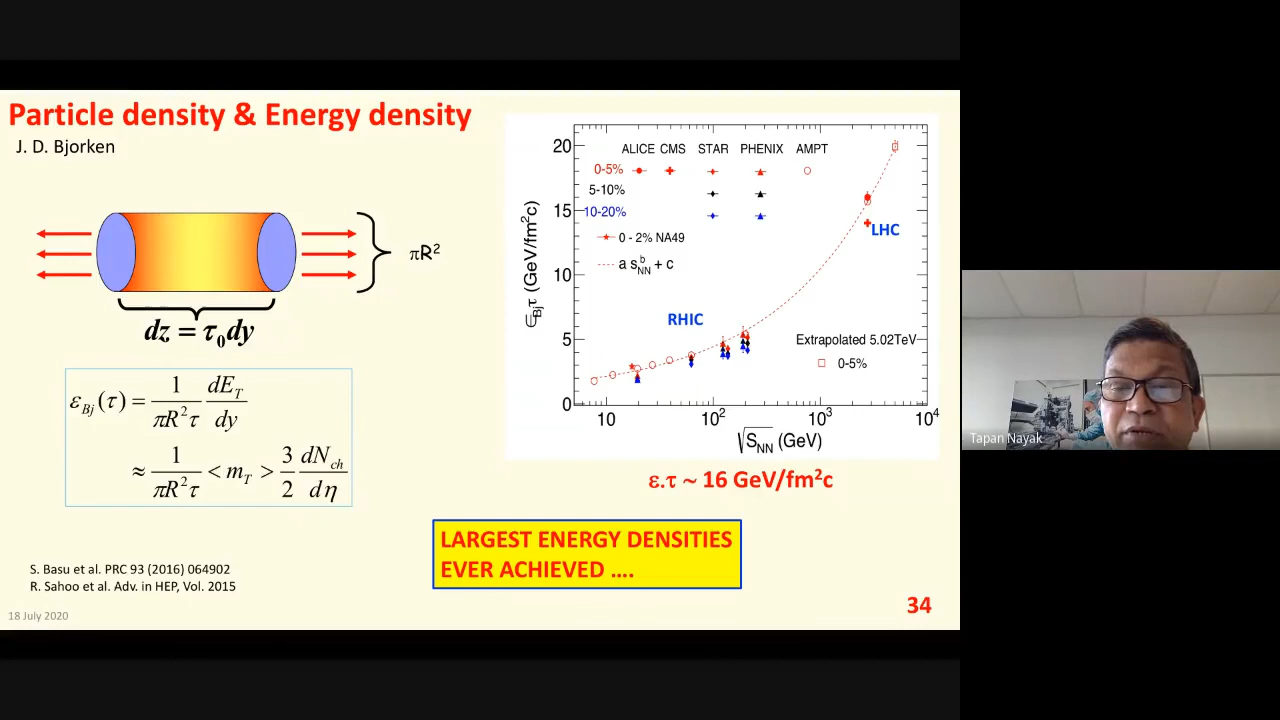 Particle density & Energy density
J. D. Bjorken
πR²
dz = τ₀dy
ε_Bj(τ) = 1/πR²τ dE_T/dy
≈ 1/πR²τ < m_T > 3/2 dN_ch/dη
S. Basu et al. PRC 93 (2016) 064902
R. Sahoo et al. Adv. in HEP, Vol. 2015
18 July 2020
ALICE CMS STAR PHENIX AMPT
0-5%
5-10%
10-20%
0 - 2% NA49
a s_NN^b + c
LHC
RHIC
Extrapolated 5.02TeV
0-5%
∈_Bj τ (GeV/fm²c)
20
15
10
5
0
10 10² 10³ 10⁴
√S_NN (GeV)
ε.τ ~ 16 GeV/fm²c
LARGEST ENERGY DENSITIES
EVER ACHIEVED ....
34
Tapan Nayak